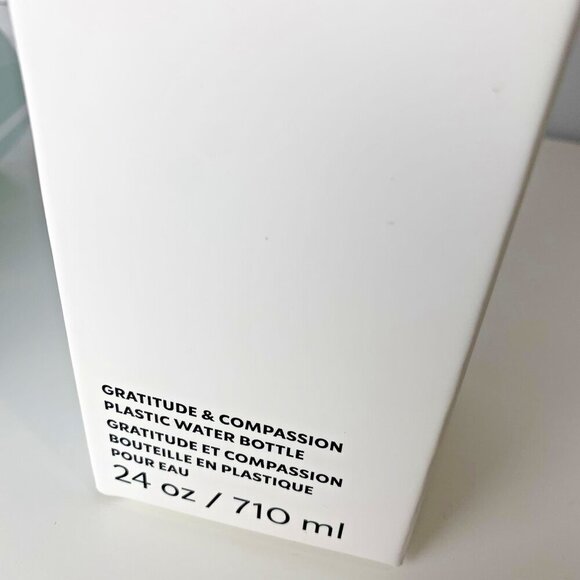 GRATITUDE & COMPASSION
PLASTIC WATER BOTTLE
GRATITUDE ET COMPASSION
BOUTEILLE EN PLASTIQUE
POUR EAU
24 oz / 710 ml